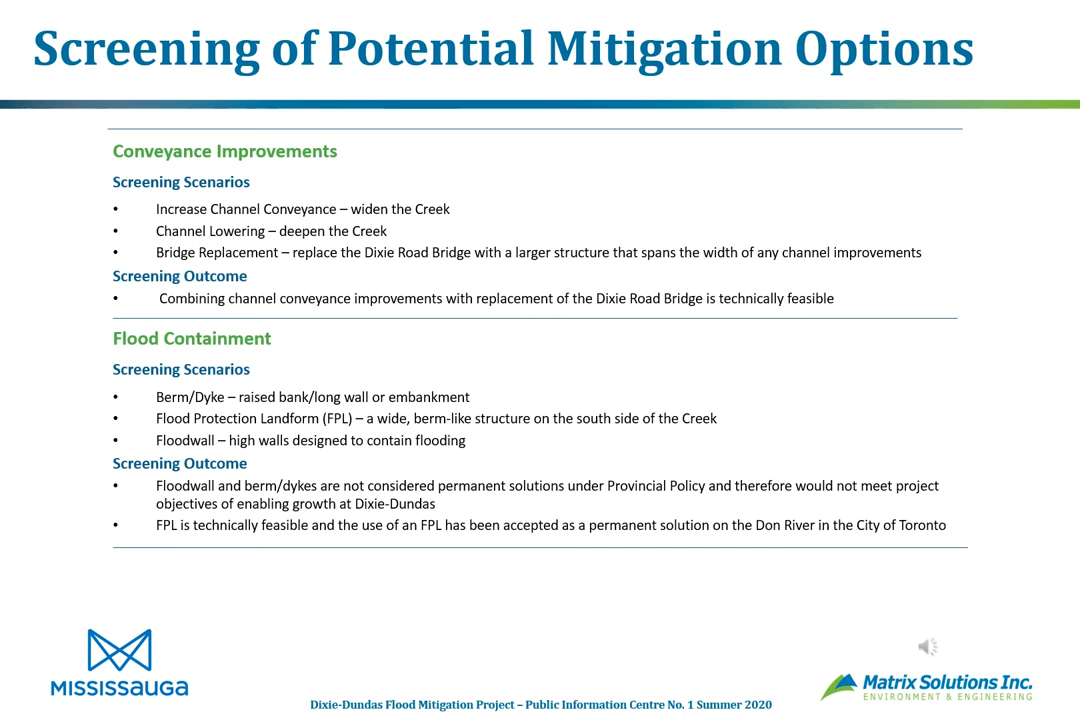 Screening of Potential Mitigation Options
Conveyance Improvements
Screening Scenarios
• Increase Channel Conveyance – widen the Creek
• Channel Lowering – deepen the Creek
• Bridge Replacement – replace the Dixie Road Bridge with a larger structure that spans the width of any channel improvements
Screening Outcome
• Combining channel conveyance improvements with replacement of the Dixie Road Bridge is technically feasible
Flood Containment
Screening Scenarios
• Berm/Dyke – raised bank/long wall or embankment
• Flood Protection Landform (FPL) – a wide, berm-like structure on the south side of the Creek
• Floodwall – high walls designed to contain flooding
Screening Outcome
• Floodwall and berm/dykes are not considered permanent solutions under Provincial Policy and therefore would not meet project
objectives of enabling growth at Dixie-Dundas
• FPL is technically feasible and the use of an FPL has been accepted as a permanent solution on the Don River in the City of Toronto
MISSISSAUGA
Dixie-Dundas Flood Mitigation Project – Public Information Centre No. 1 Summer 2020
Matrix Solutions Inc.
ENVIRONMENT & ENGINEERING